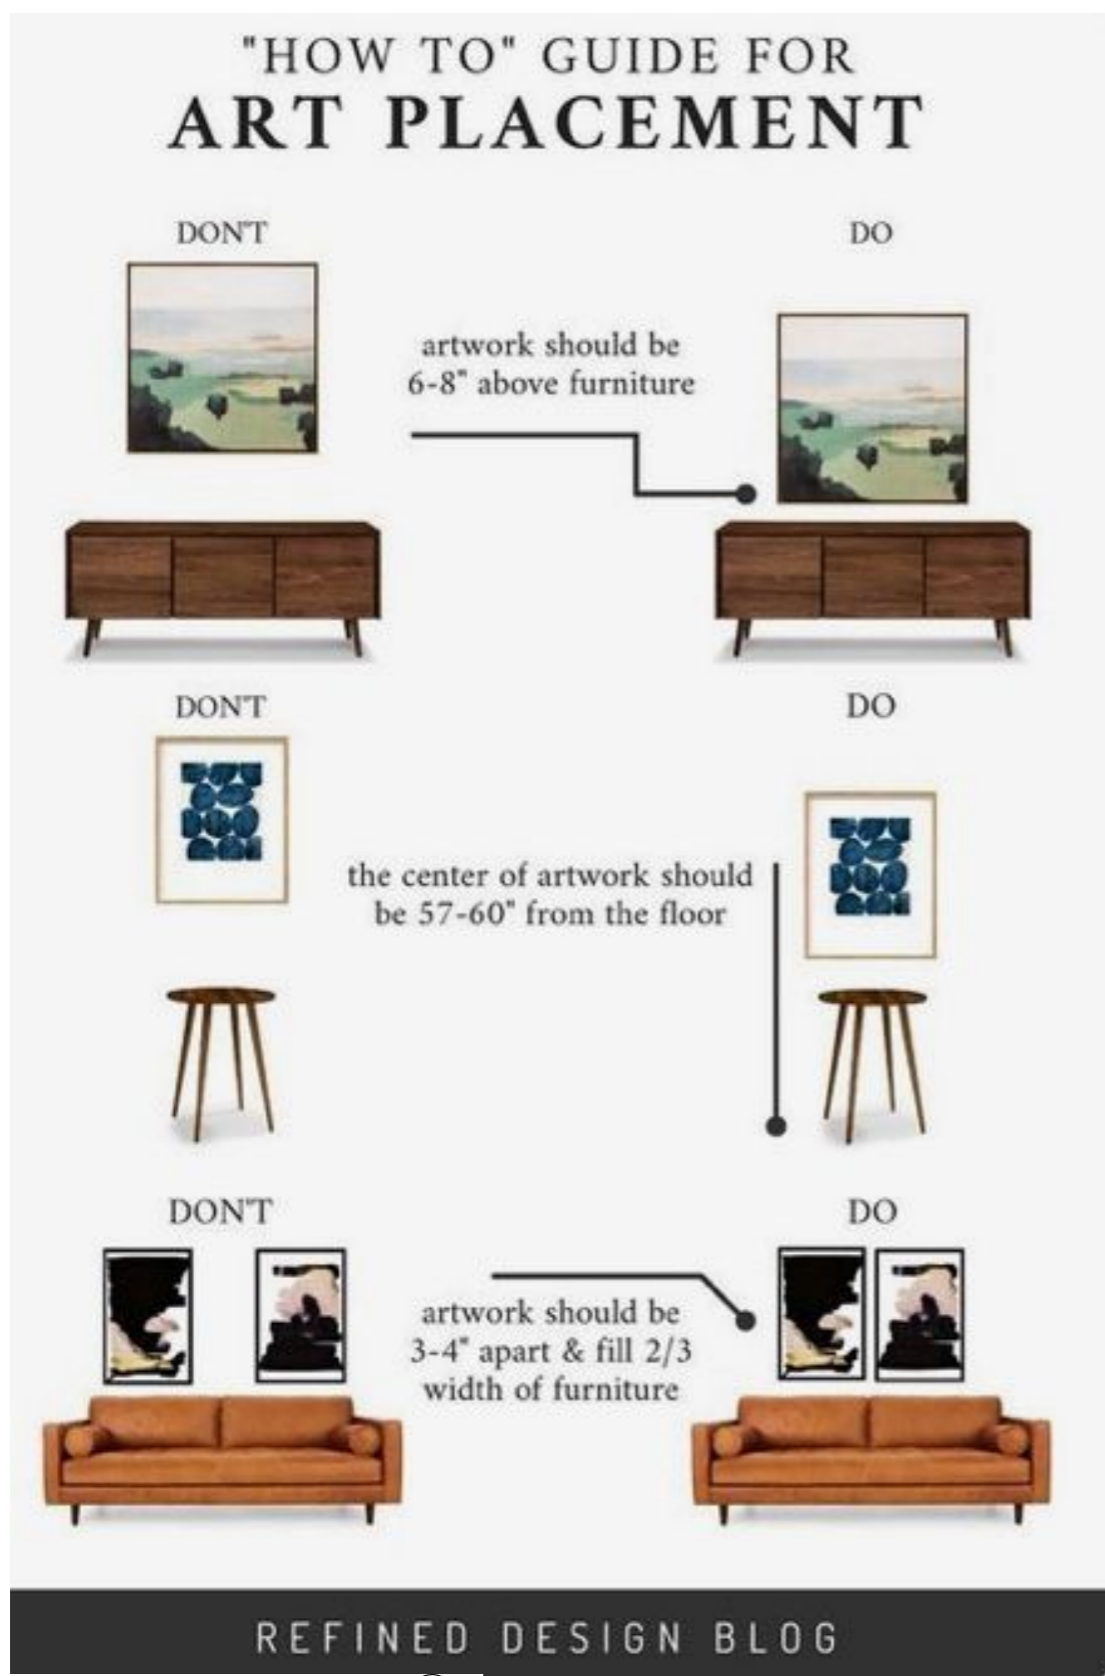 "HOW TO" GUIDE FOR
ART PLACEMENT
DON'T
DO
artwork should be
6-8" above furniture
DON'T
DO
the center of artwork should
be 57-60" from the floor
DON'T
DO
artwork should be
3-4" apart & fill 2/3
width of furniture
REFINED DESIGN BLOG